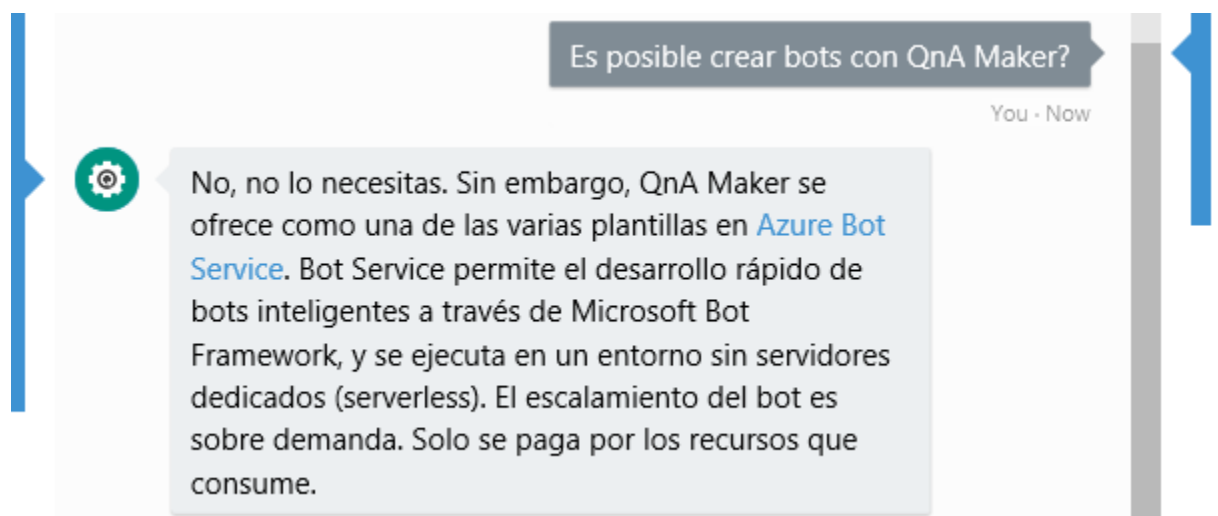 Es posible crear bots con QnA Maker?
You · Now
No, no lo necesitas. Sin embargo, QnA Maker se
ofrece como una de las varias plantillas en Azure Bot
Service. Bot Service permite el desarrollo rápido de
bots inteligentes a través de Microsoft Bot
Framework, y se ejecuta en un entorno sin servidores
dedicados (serverless). El escalamiento del bot es
sobre demanda. Solo se paga por los recursos que
consume.